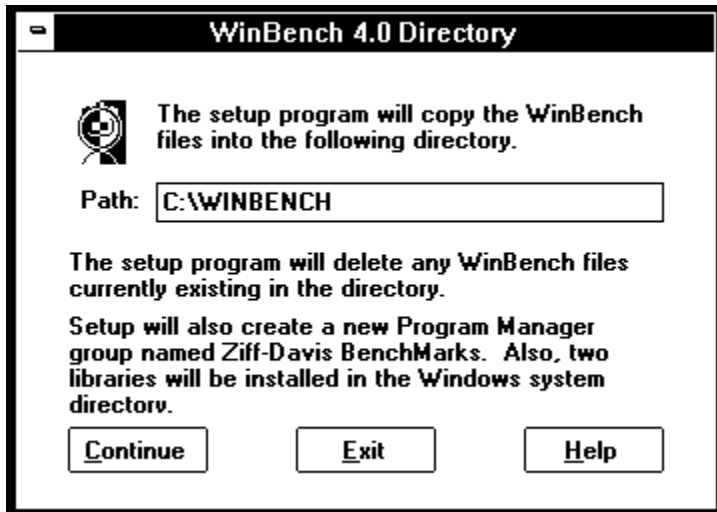 WinBench 4.0 Directory
The setup program will copy the WinBench
files into the following directory.
Path: C:\WINBENCH
The setup program will delete any WinBench files
currently existing in the directory.
Setup will also create a new Program Manager
group named Ziff-Davis BenchMarks. Also, two
libraries will be installed in the Windows system
directory.
Continue Exit Help